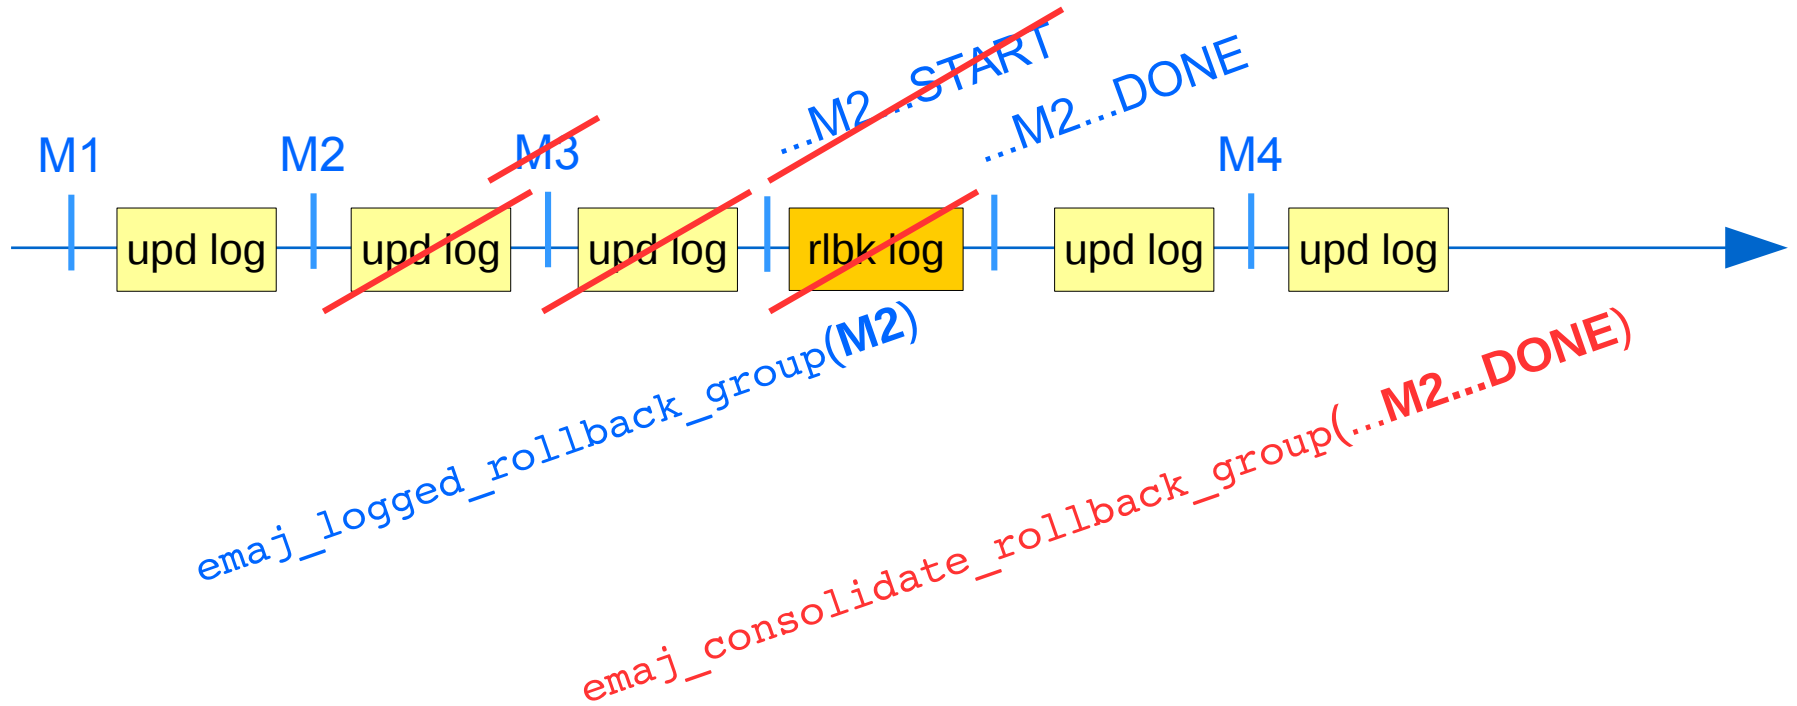 ...M2...START
...M2...DONE
M1
M2
M3
M4
upd log
upd log
upd log
rlbk log
upd log
upd log
emaj_logged_rollback_group(M2)
emaj_consolidate_rollback_group(...M2...DONE)